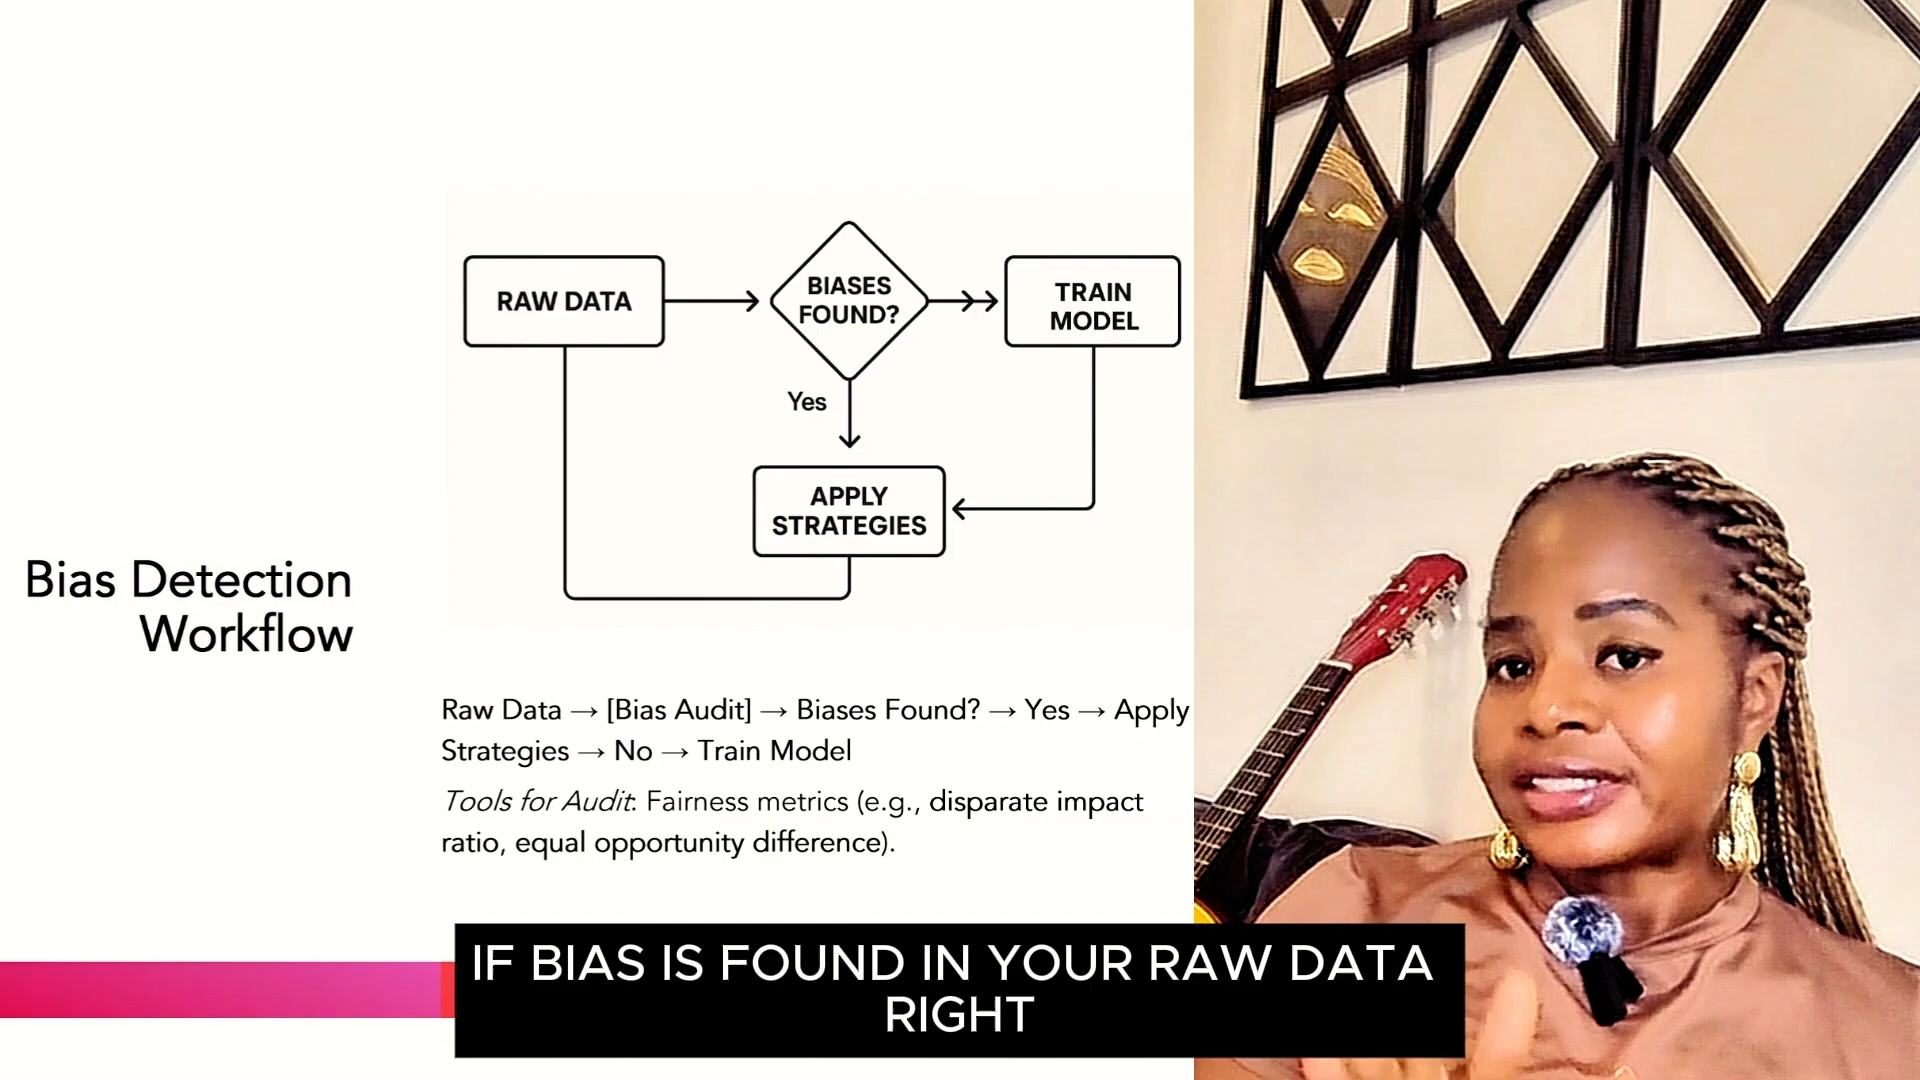 RAW DATA
BIASES
FOUND?
TRAIN
MODEL
Yes
APPLY
STRATEGIES
Bias Detection
Workflow
Raw Data → [Bias Audit] → Biases Found? → Yes → Apply
Strategies → No → Train Model
Tools for Audit: Fairness metrics (e.g., disparate impact
ratio, equal opportunity difference).
IF BIAS IS FOUND IN YOUR RAW DATA
RIGHT